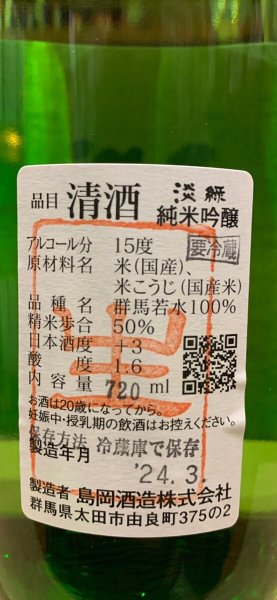 淡緑
品目 清酒 純米吟醸
要冷蔵
アルコール分 15度
原材料名 米(国産)、
米こうじ(国産米)
品種名 群馬若水100%
精米歩合 50%
日本酒度 +3
酸度 1.6
内容量 720ml
お酒は20歳になってから。
妊娠中・授乳期の飲酒はお控えください。
保存方法 冷蔵庫で保存
製造年月 '24.3.
製造者 島岡酒造株式会社
群馬県太田市由良町375の2